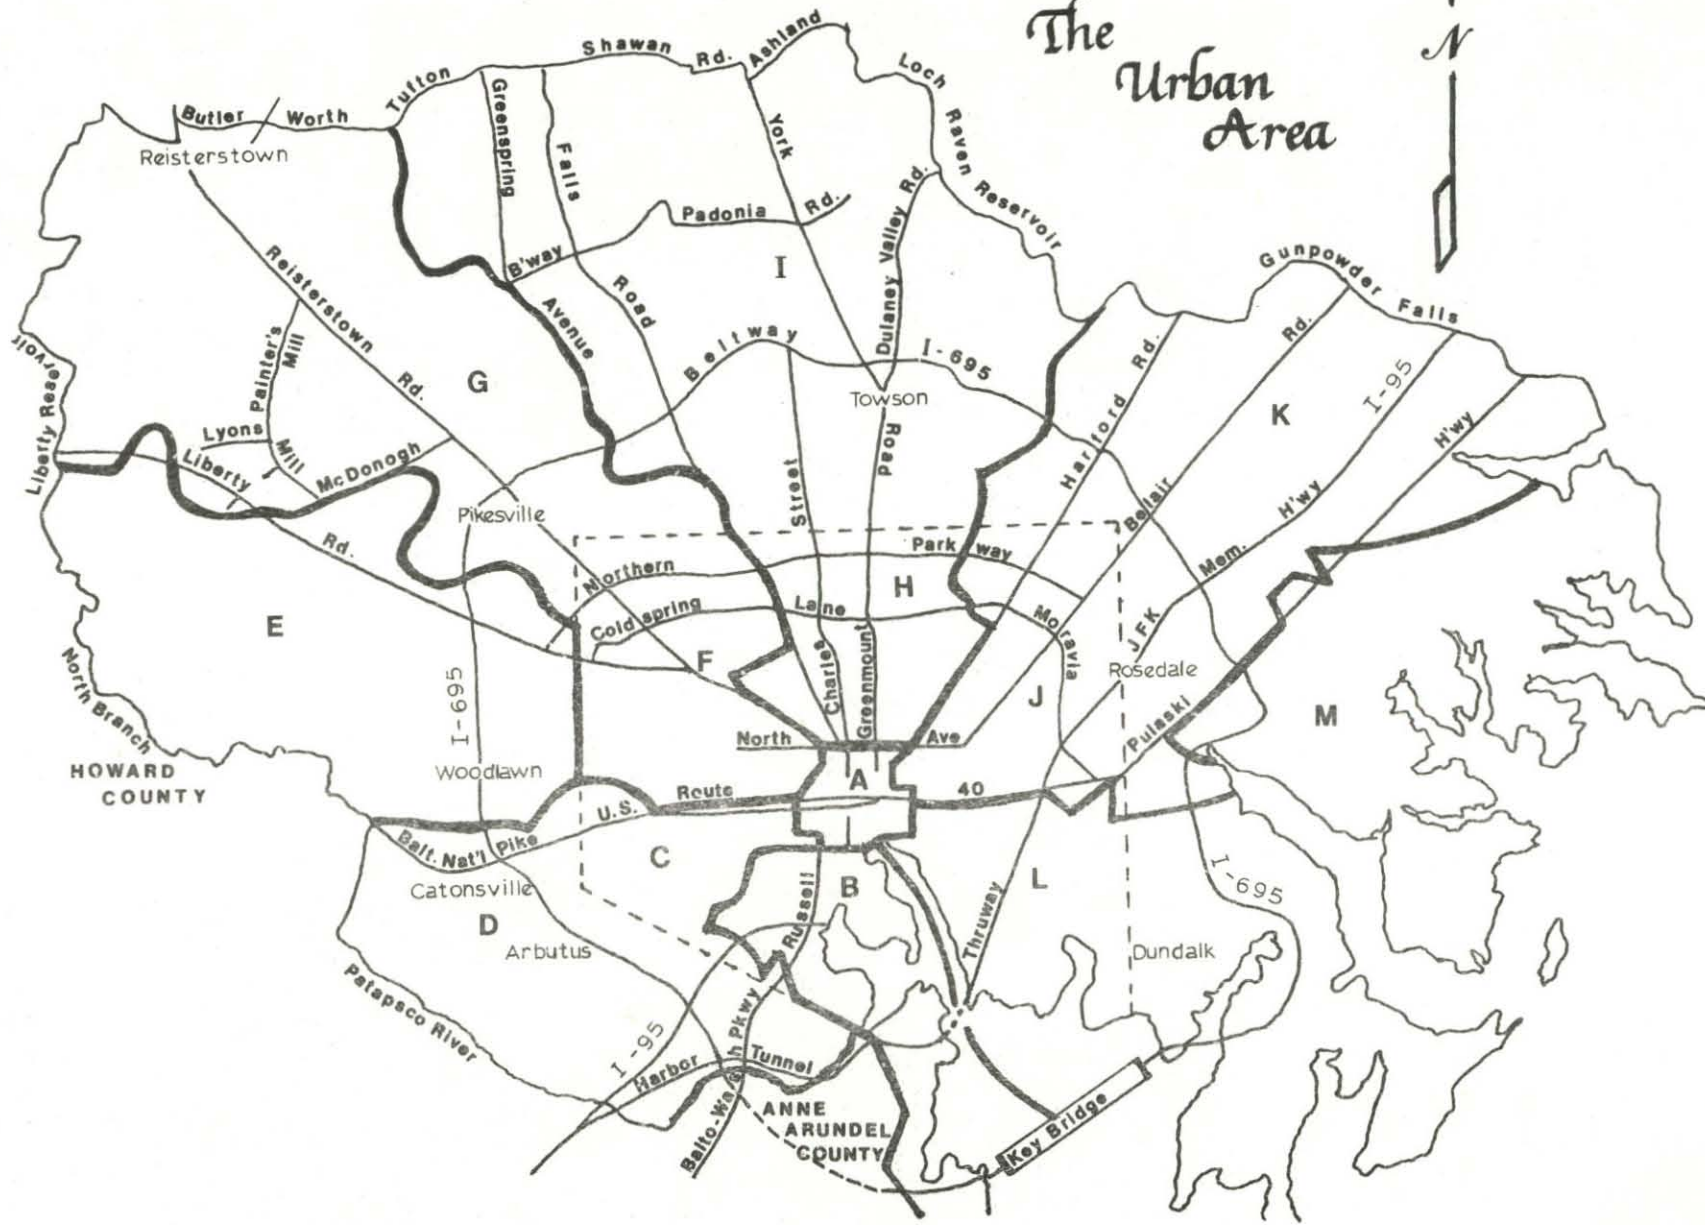 The
Urban
Area
N
Shawan Rd. Ashland
Tufton
Loch Raven Reservoir
Butler Worth
Reisterstown
Greenspring
Falls
York
Padonia Rd.
Dulaney Valley Rd.
B'way
I
Gunpowder Falls
Reisterstown Rd.
Avenue
Road
Painter's Mill
Beltway
I-695
Harford Rd.
Rd.
I-95
Liberty Reservoir
G
K
Towson
H'wy
Lyons Mill
McDonogh
Liberty
Road
Street
Belair
Pikesville
H'wy
Rd.
Northern Parkway
Mem.
H
Coldspring Lane
Moravia
JFK
E
F
Charles
Greenmount
Rosedale
North Branch
I-695
J
M
Pulaski
North Ave
HOWARD
COUNTY
Woodlawn
A
Route
40
U.S.
Balt. Nat'l Pike
C
Catonsville
B
L
I-695
Russell
Thruway
D
Arbutus
Dundalk
Patapsco River
I-95
Harbor Tunnel
Balto-Wash Pkwy
ANNE
ARUNDEL
COUNTY
Key Bridge